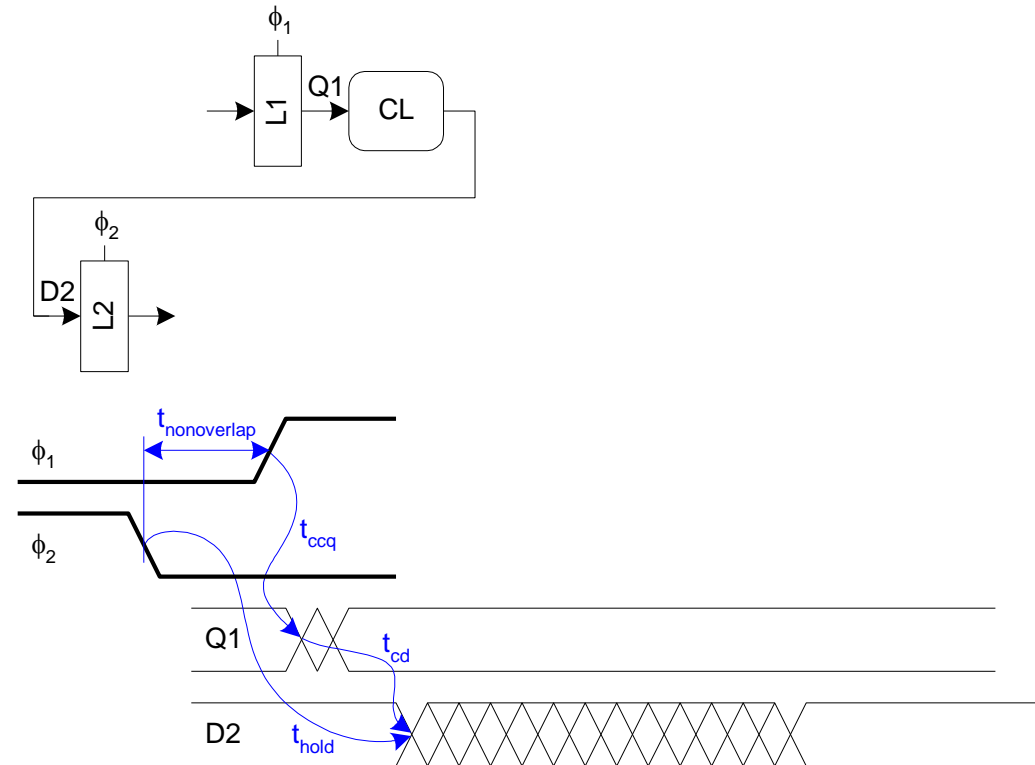 ϕ1
L1
Q1
CL
ϕ2
D2
L2
tnonoverlap
ϕ1
tccq
ϕ2
Q1
tcd
D2
thold